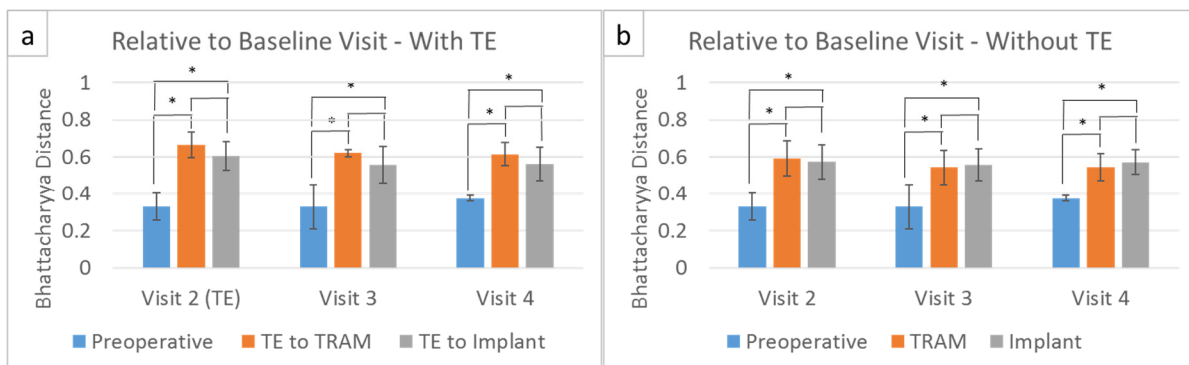 a
Relative to Baseline Visit - With TE
Bhattacharyya Distance
1
0.8
0.6
0.4
0.2
0
* * *
* * *
Visit 2 (TE) Visit 3 Visit 4
Preoperative TE to TRAM TE to Implant
b
Relative to Baseline Visit - Without TE
Bhattacharyya Distance
1
0.8
0.6
0.4
0.2
0
* * *
* * *
Visit 2 Visit 3 Visit 4
Preoperative TRAM Implant